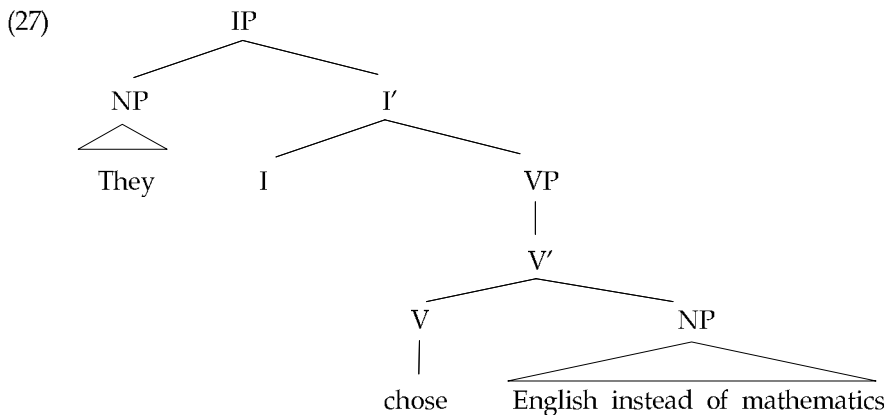 (27) IP
NP I′
They I VP
V′
V NP
chose English instead of mathematics